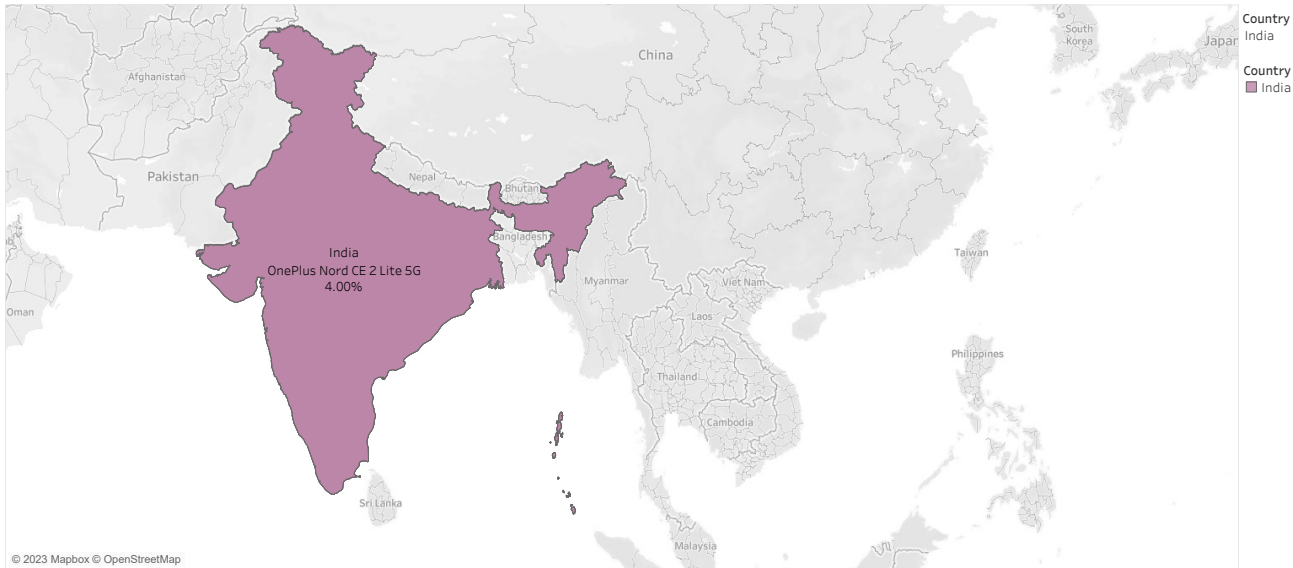 Country
India
Country
India
China
South
Korea
Japan
Afghanistan
Pakistan
Nepal
Bhutan
Bangladesh
Taiwan
India
OnePlus Nord CE 2 Lite 5G
4.00%
Myanmar
Viet Nam
Oman
Laos
Philippines
Thailand
Cambodia
Sri Lanka
Malaysia
© 2023 Mapbox © OpenStreetMap